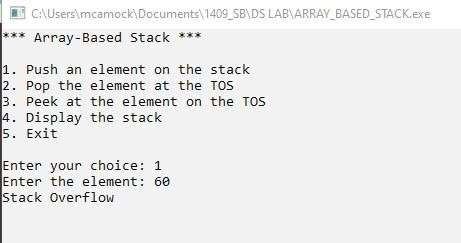 C:\Users\mcamock\Documents\1409_SB\DS LAB\ARRAY_BASED_STACK.exe
*** Array-Based Stack ***
1. Push an element on the stack
2. Pop the element at the TOS
3. Peek at the element on the TOS
4. Display the stack
5. Exit
Enter your choice: 1
Enter the element: 60
Stack Overflow